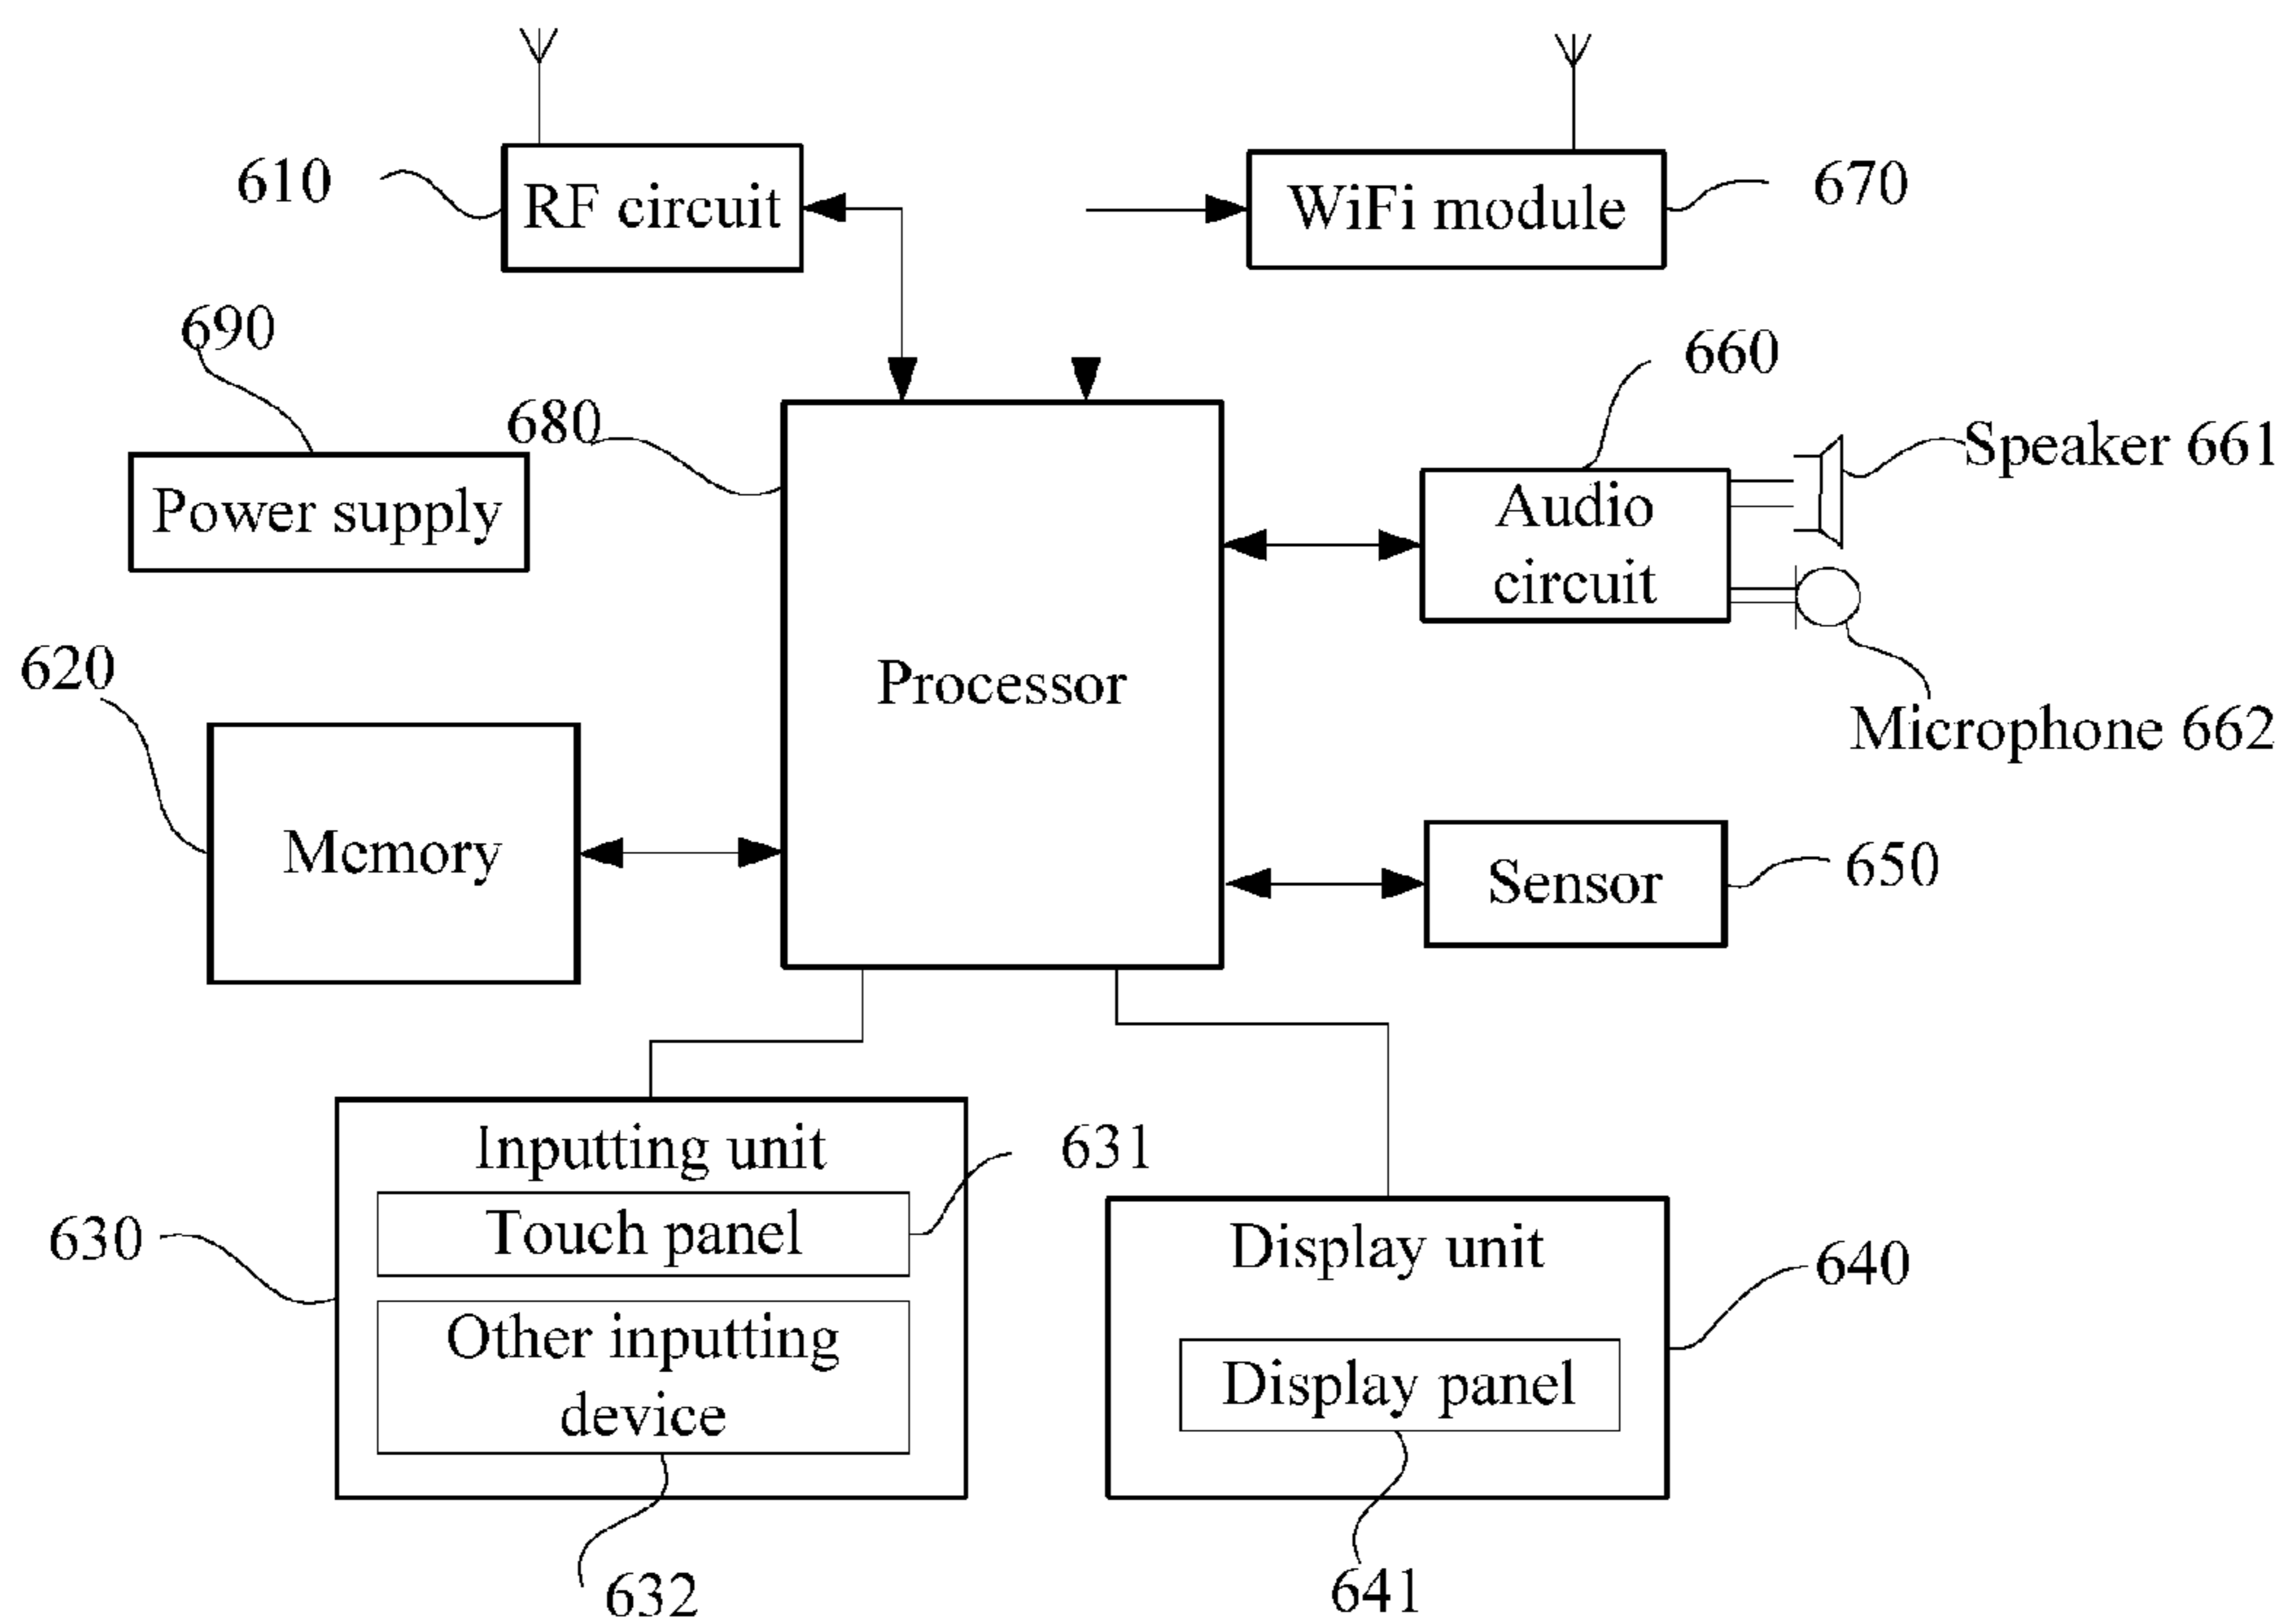 610
RF circuit
WiFi module
670
690
660
680
Speaker 661
Power supply
Audio
circuit
620
Processor
Microphone 662
Memory
Sensor
650
Inputting unit
631
630
Touch panel
Display unit
640
Other inputting
device
Display panel
632
641